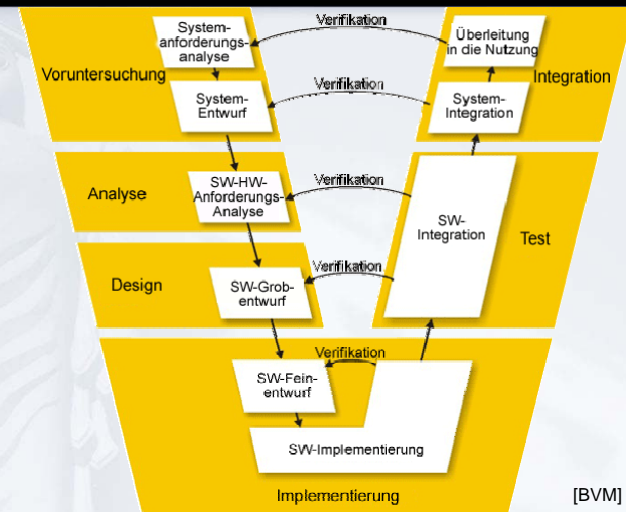 System-
anforderungs-
analyse
Verifikation
Überleitung
in die Nutzung
Voruntersuchung
Integration
System-
Entwurf
Verifikation
System-
Integration
Analyse
SW-HW-
Anforderungs-
Analyse
Verifikation
SW-
Integration
Test
Design
SW-Grob-
entwurf
Verifikation
SW-Fein-
entwurf
Verifikation
SW-Implementierung
Implementierung
[BVM]